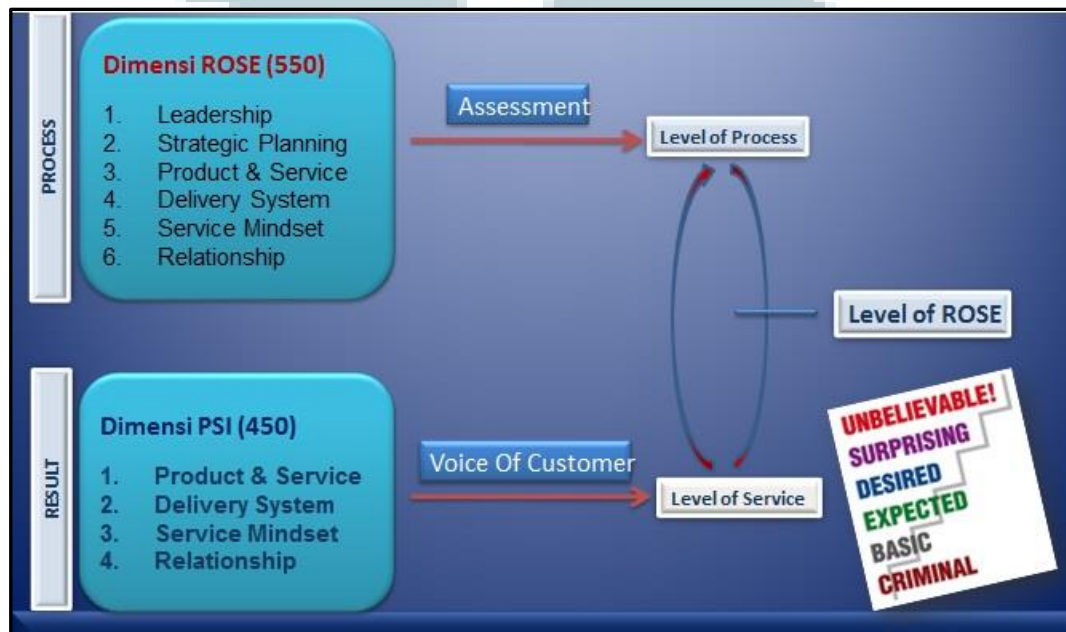 PROCESS
Dimensi ROSE (550)
1. Leadership
2. Strategic Planning
3. Product & Service
4. Delivery System
5. Service Mindset
6. Relationship
Assessment
Level of Process
Level of ROSE
RESULT
Dimensi PSI (450)
1. Product & Service
2. Delivery System
3. Service Mindset
4. Relationship
Voice Of Customer
Level of Service
UNBELIEVABLE!
SURPRISING
DESIRED
EXPECTED
BASIC
CRIMINAL